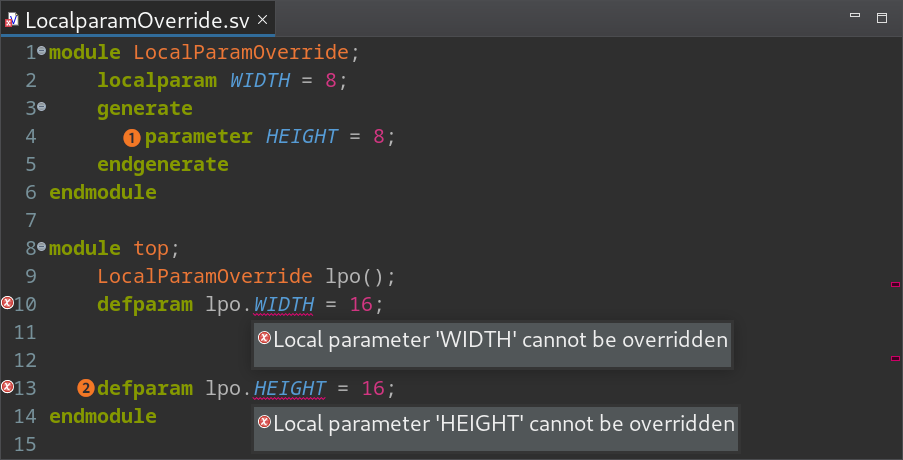 LocalparamOverride.sv
1 module LocalParamOverride;
2 localparam WIDTH = 8;
3 generate
4 1 parameter HEIGHT = 8;
5 endgenerate
6 endmodule
7
8 module top;
9 LocalParamOverride lpo();
10 defparam lpo.WIDTH = 16;
11 Local parameter 'WIDTH' cannot be overridden
12
13 2 defparam lpo.HEIGHT = 16;
14 endmodule Local parameter 'HEIGHT' cannot be overridden
15